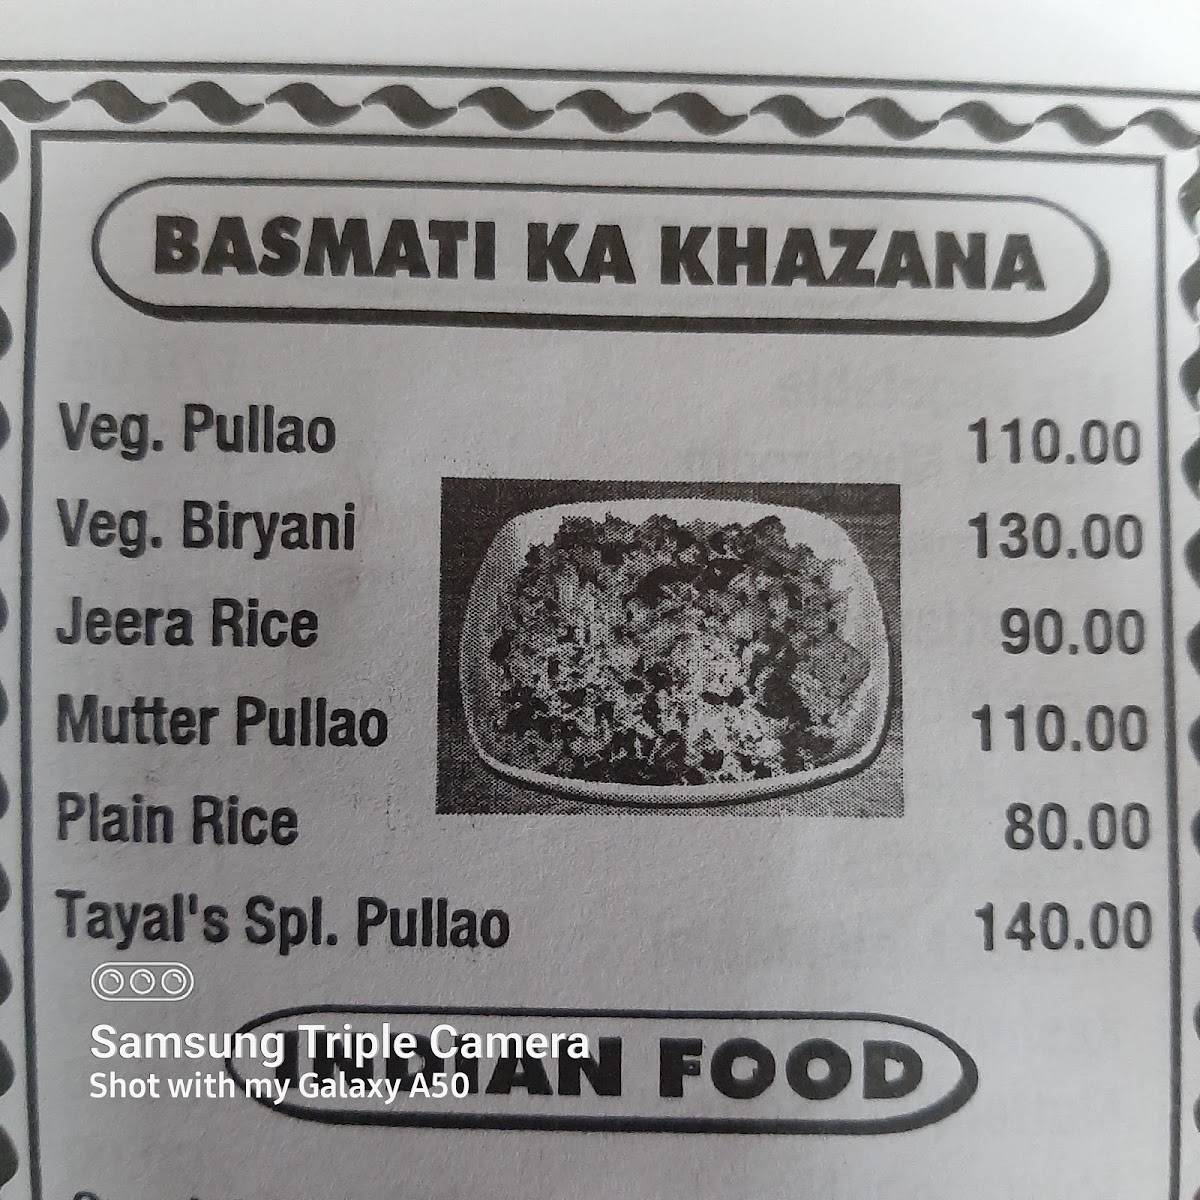 BASMATI KA KHAZANA
Veg. Pullao 110.00
Veg. Biryani 130.00
Jeera Rice 90.00
Mutter Pullao 110.00
Plain Rice 80.00
Tayal's Spl. Pullao 140.00
Samsung Triple Camera
Shot with my Galaxy A50
INDIAN FOOD